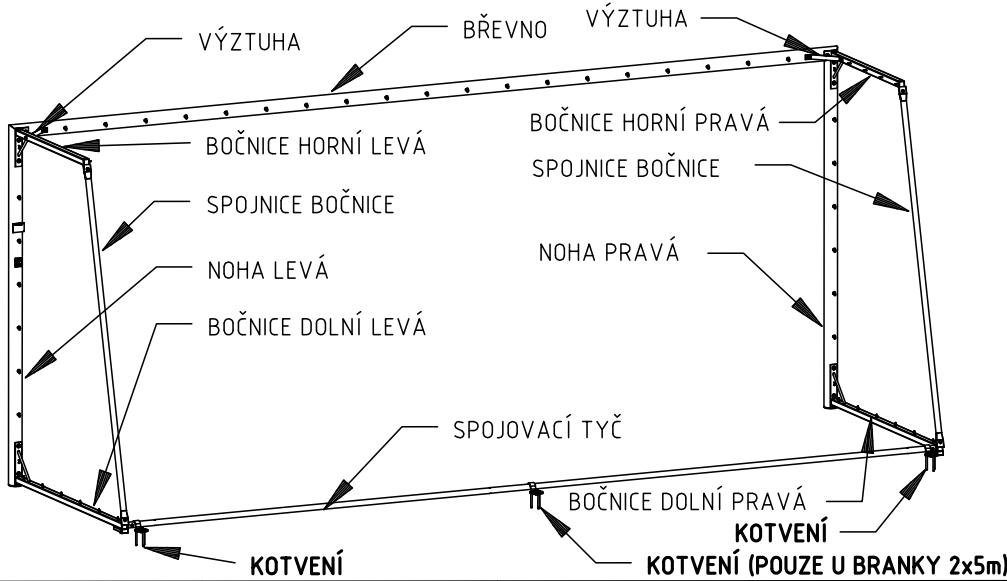 VÝZTUHA
BŘEVNO
VÝZTUHA
BOČNICE HORNÍ LEVÁ
BOČNICE HORNÍ PRAVÁ
SPOJNICE BOČNICE
SPOJNICE BOČNICE
NOHA LEVÁ
NOHA PRAVÁ
BOČNICE DOLNÍ LEVÁ
SPOJOVACÍ TYČ
BOČNICE DOLNÍ PRAVÁ
KOTVENÍ
KOTVENÍ
KOTVENÍ (POUZE U BRANKY 2x5m)